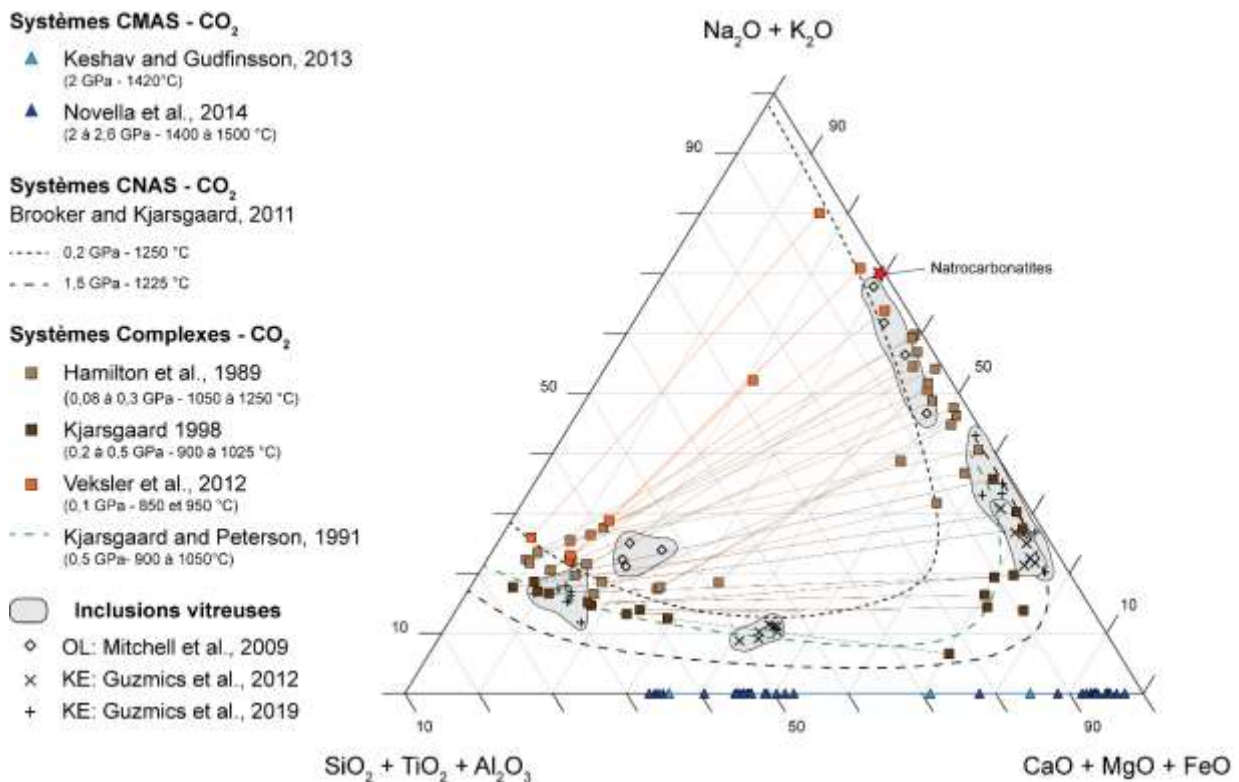 Systèmes CMAS - CO₂
Keshav and Gudfinsson, 2013
(2 GPa - 1420°C)
Novella et al., 2014
(2 à 2,6 GPa - 1400 à 1500 °C)
Systèmes CNAS - CO₂
Brooker and Kjarsgaard, 2011
0,2 GPa - 1250 °C
1,5 GPa - 1225 °C
Systèmes Complexes - CO₂
Hamilton et al., 1989
(0,08 à 0,3 GPa - 1050 à 1250 °C)
Kjarsgaard 1998
(0.2 à 0,5 GPa - 900 à 1025 °C)
Veksler et al., 2012
(0,1 GPa - 850 et 950 °C)
Kjarsgaard and Peterson, 1991
(0.5 GPa- 900 à 1050°C)
Inclusions vitreuses
OL: Mitchell et al., 2009
KE: Guzmics et al., 2012
KE: Guzmics et al., 2019
Na₂O + K₂O
90
90
Natrocarbonatites
50
50
10
10
10
50
90
SiO₂ + TiO₂ + Al₂O₃
CaO + MgO + FeO